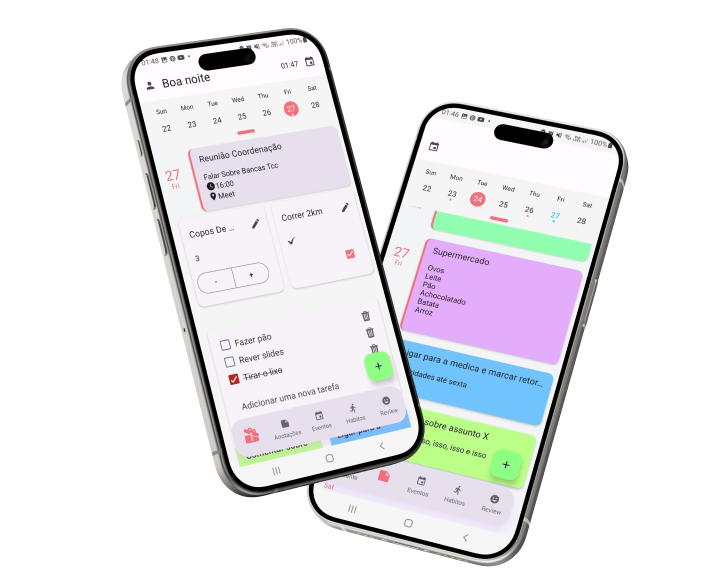 01:48
100%
Boa noite
01:47
Sun Mon Tue Wed Thu Fri Sat
22 23 24 25 26 27 28
27
Fri
Reunião Coordenação
Falar Sobre Bancas Tcc
16:00
Meet
Copos De ...
3
- +
Correr 2km
Fazer pão
Rever slides
Tirar o lixo
Adicionar uma nova tarefa
+
Anotações Eventos Habitos Review
Comentar sobre
Ligar para a
01:46
100%
Sun Mon Tue Wed Thu Fri Sat
22 23 24 25 26 27 28
27
Fri
Supermercado
Ovos
Leite
Pão
Achocolatado
Batata
Arroz
igar para a medica e marcar retor...
idades até sexta
sobre assunto X
so, isso, isso e isso
+
Eventos Habitos Review
Sat